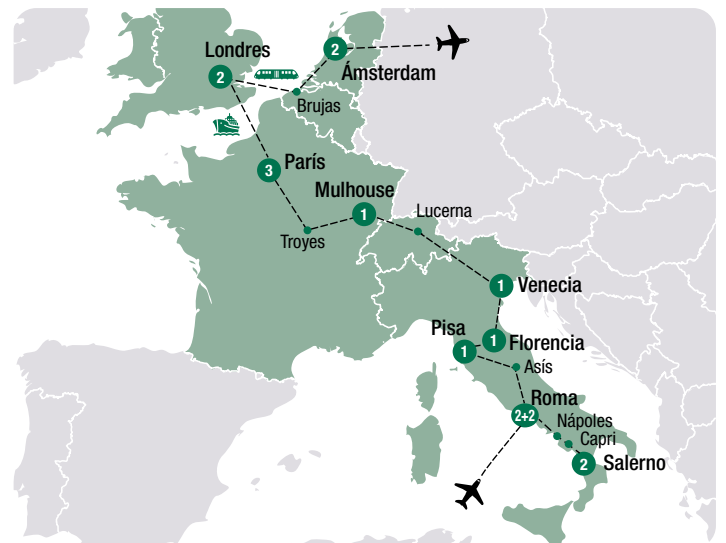 Londres
2
2
Ámsterdam
Brujas
3
París
Mulhouse
1
Troyes
Lucerna
1
Venecia
Pisa
1
1
Florencia
Asís
Roma
2+2
Nápoles
Capri
2
Salerno